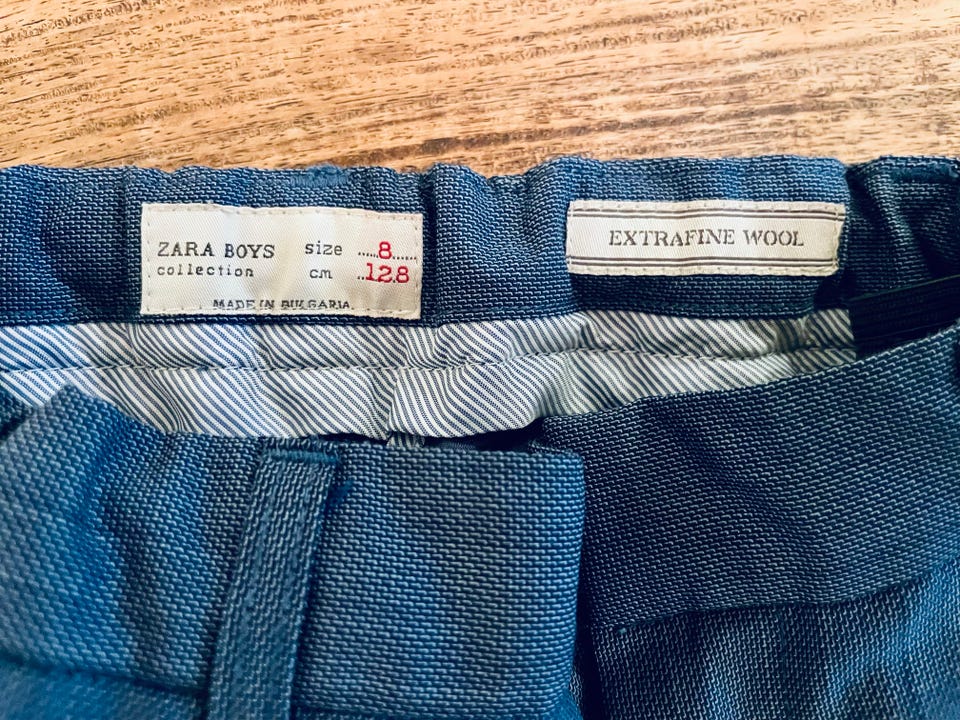 ZARA BOYS size ......8......
collection cm ..128
MADE IN BULGARIA
EXTRAFINE WOOL